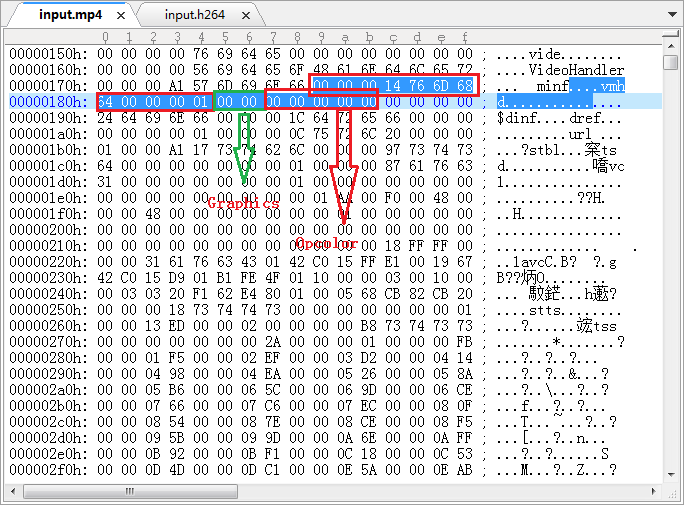 input.mp4 input.h264
0 1 2 3 4 5 6 7 8 9 a b c d e f
00000150h: 00 00 00 00 76 69 64 65 00 00 00 00 00 00 00 00 ; ....vide........
00000160h: 00 00 00 00 56 69 64 65 6F 48 61 6E 64 6C 65 72 ; ....VideoHandler
00000170h: 00 00 00 A1 57 6D 69 6E 66 00 00 00 14 76 6D 68 ; minf....vmh
00000180h: 64 00 00 00 01 00 00 00 00 00 00 00 00 00 00 00 ; d...............
00000190h: 24 64 69 6E 66 00 00 00 1C 64 72 65 66 00 00 00 ; $dinf....dref...
000001a0h: 00 00 00 00 01 00 00 00 0C 75 72 6C 20 00 00 00 ; .........url ...
000001b0h: 01 00 00 A1 17 73 74 62 6C 00 00 00 97 73 74 73 ; ...?stbl...ts
000001c0h: 64 00 00 00 00 00 00 00 01 00 00 00 87 61 76 63 ; d...........vc
000001d0h: 31 00 00 00 00 00 00 00 01 00 00 00 00 00 00 00 ; 1...............
000001e0h: 00 00 00 00 00 00 00 00 00 F0 00 48 00 ; ...........??H.
Graphics
000001f0h: 00 00 48 00 00 00 00 00 00 00 01 00 00 00 00 00 ; ..H.............
00000200h: 00 00 00 00 00 00 00 00 00 00 00 00 00 00 00 00 ; ................
00000210h: 00 00 00 00 00 00 00 00 00 00 00 00 18 FF FF 00 ; ................
Opcolor
00000220h: 00 00 31 61 76 63 43 01 42 C0 15 FF E1 00 19 67 ; ..1avcC.B? ?.g
00000230h: 42 C0 15 D9 01 B1 FE 4F 01 10 00 00 03 00 10 00 ; B??炳O........
00000240h: 00 03 03 20 F1 62 E4 80 01 00 05 68 CB 82 CB 20 ; ... ...h
00000250h: 00 00 00 18 73 74 74 73 00 00 00 00 00 00 00 01 ; ....stts........
00000260h: 00 00 13 ED 00 00 02 00 00 00 00 B8 73 74 73 73 ; ...?.......tss
00000270h: 00 00 00 00 00 00 00 2A 00 00 00 01 00 00 00 FB ; .......*.......?
00000280h: 00 00 01 F5 00 00 02 EF 00 00 03 D2 00 00 04 14 ; ...?...?...?....
00000290h: 00 00 04 98 00 00 04 EA 00 00 05 26 00 00 05 8A ; ...?...?...&...?
000002a0h: 00 00 05 B6 00 00 06 5C 00 00 06 9D 00 00 06 CE ; ...?...\...?...?
000002b0h: 00 00 07 66 00 00 07 C6 00 00 07 EC 00 00 08 0F ; ...f...?...?....
000002c0h: 00 00 08 54 00 00 08 7E 00 00 08 CE 00 00 08 F5 ; ...T...~...?...?
000002d0h: 00 00 09 5B 00 00 09 9D 00 00 0A 6E 00 00 0A FF ; ...[...?...n...
000002e0h: 00 00 0B 92 00 00 0B F1 00 00 0C 18 00 00 0C 53 ; ...?...?.......S
000002f0h: 00 00 0D 4D 00 00 0D C1 00 00 0E 5A 00 00 0E AB ; ...M...?...Z...?